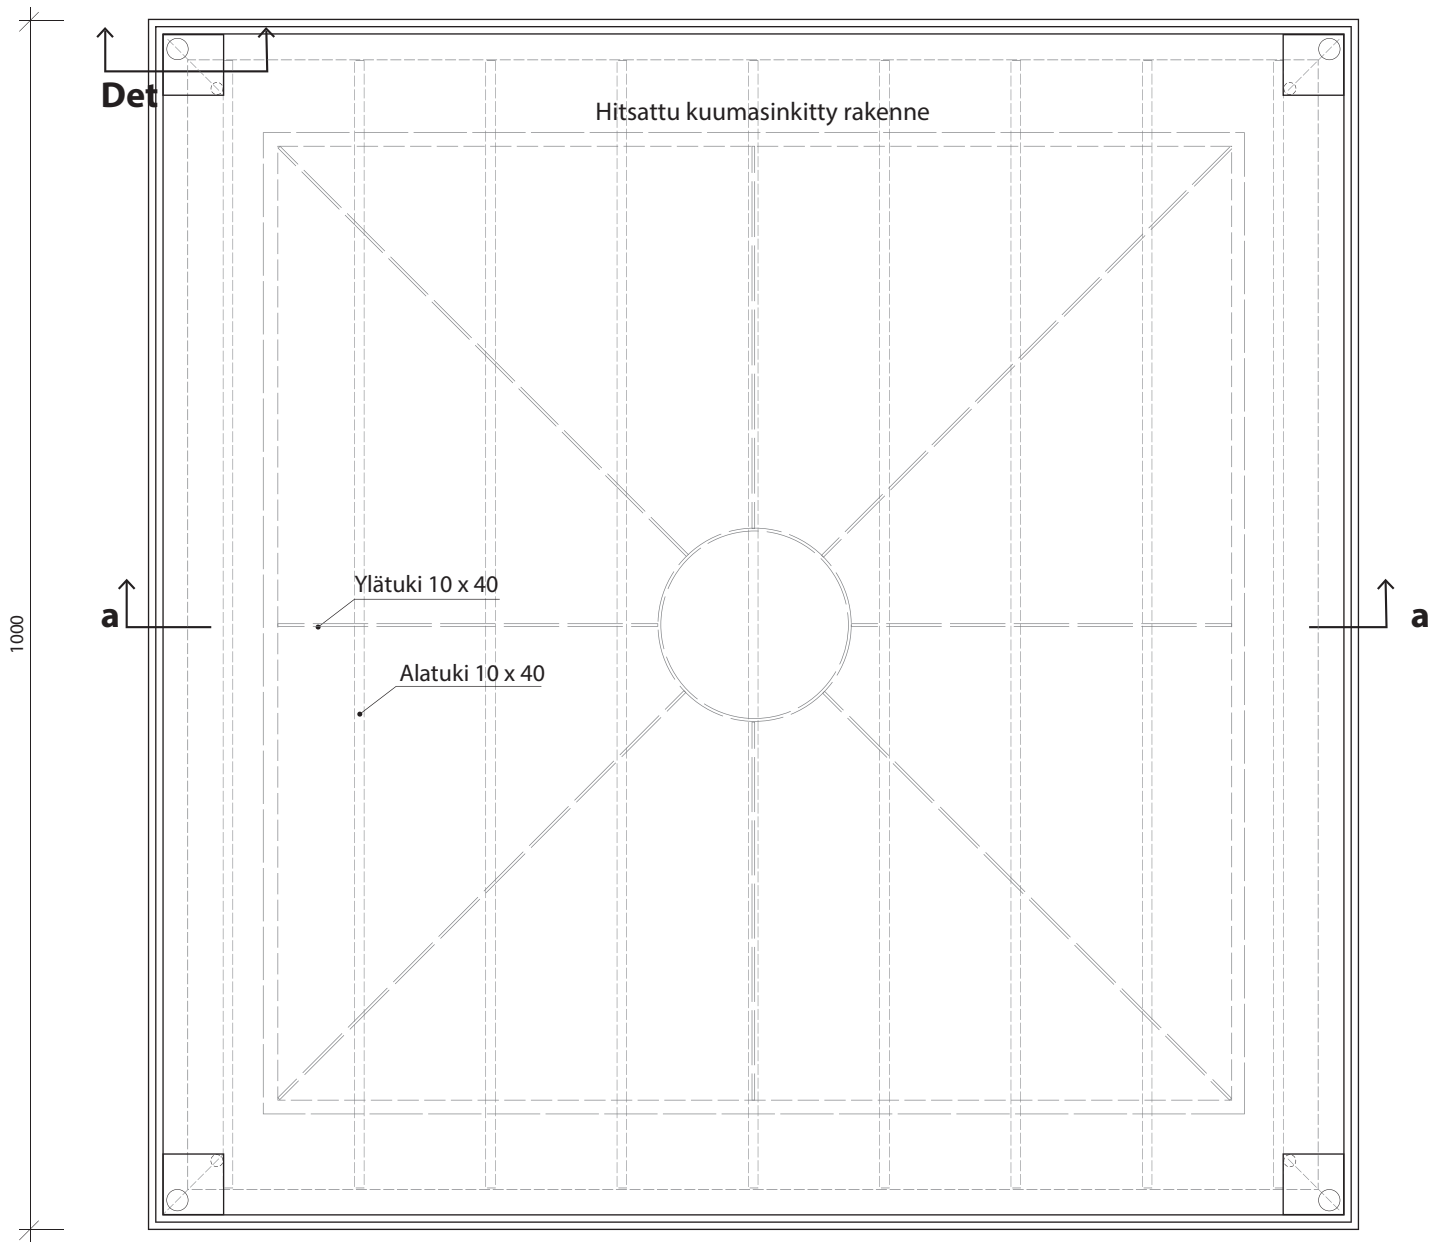 Det
Hitsattu kuumasinkitty rakenne
Ylätuki 10 x 40
a
a
1000
Alatuki 10 x 40